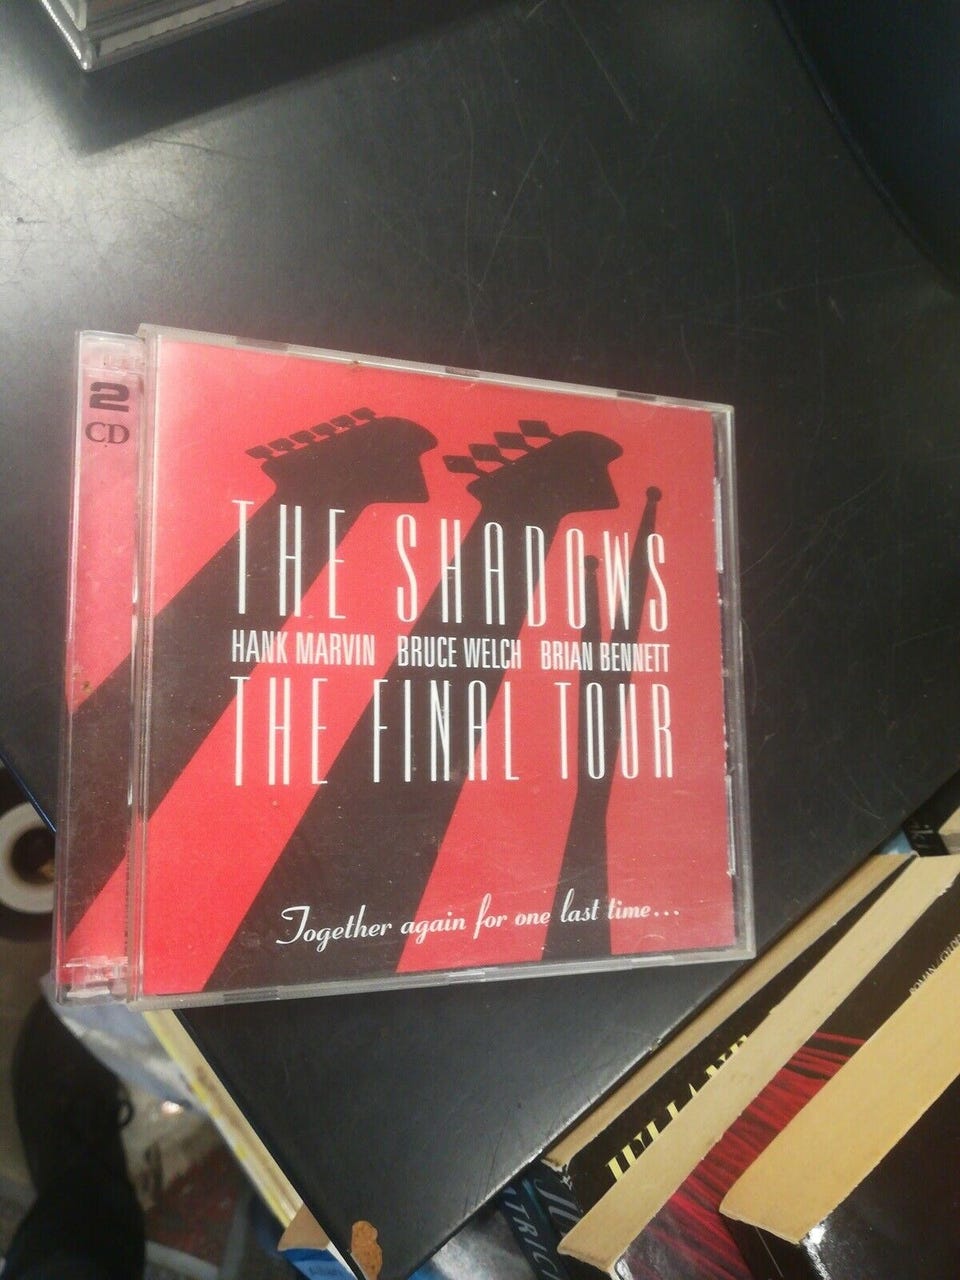 2
CD
THE SHADOWS
HANK MARVIN BRUCE WELCH BRIAN BENNETT
THE FINAL TOUR
Together again for one last time...
ROMAN